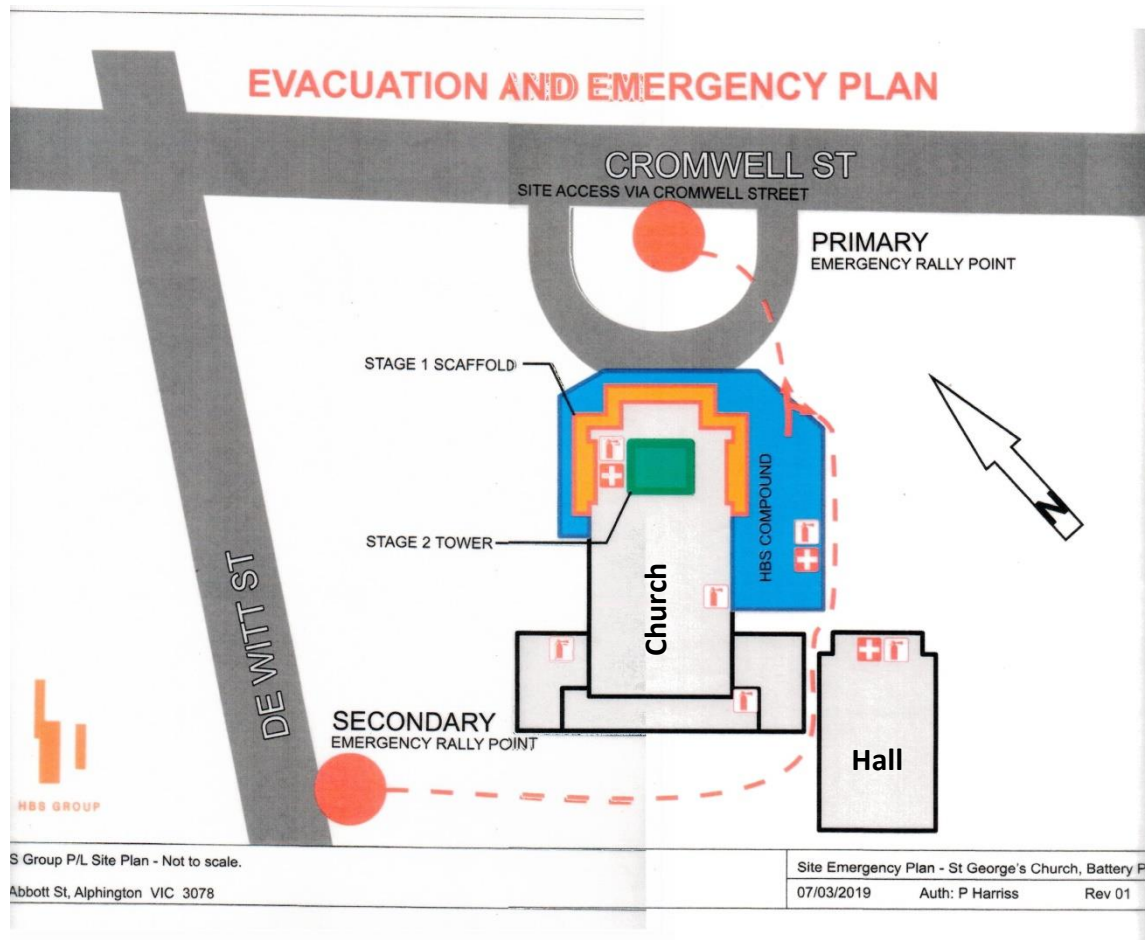 EVACUATION AND EMERGENCY PLAN
CROMWELL ST
SITE ACCESS VIA CROMWELL STREET
PRIMARY
EMERGENCY RALLY POINT
STAGE 1 SCAFFOLD
HBS COMPOUND
N
STAGE 2 TOWER
Church
DE WITT ST
SECONDARY
EMERGENCY RALLY POINT
Hall
HBS GROUP
S Group P/L Site Plan - Not to scale.
Abbott St, Alphington VIC 3078
Site Emergency Plan - St George's Church, Battery P
07/03/2019 Auth: P Harriss Rev 01